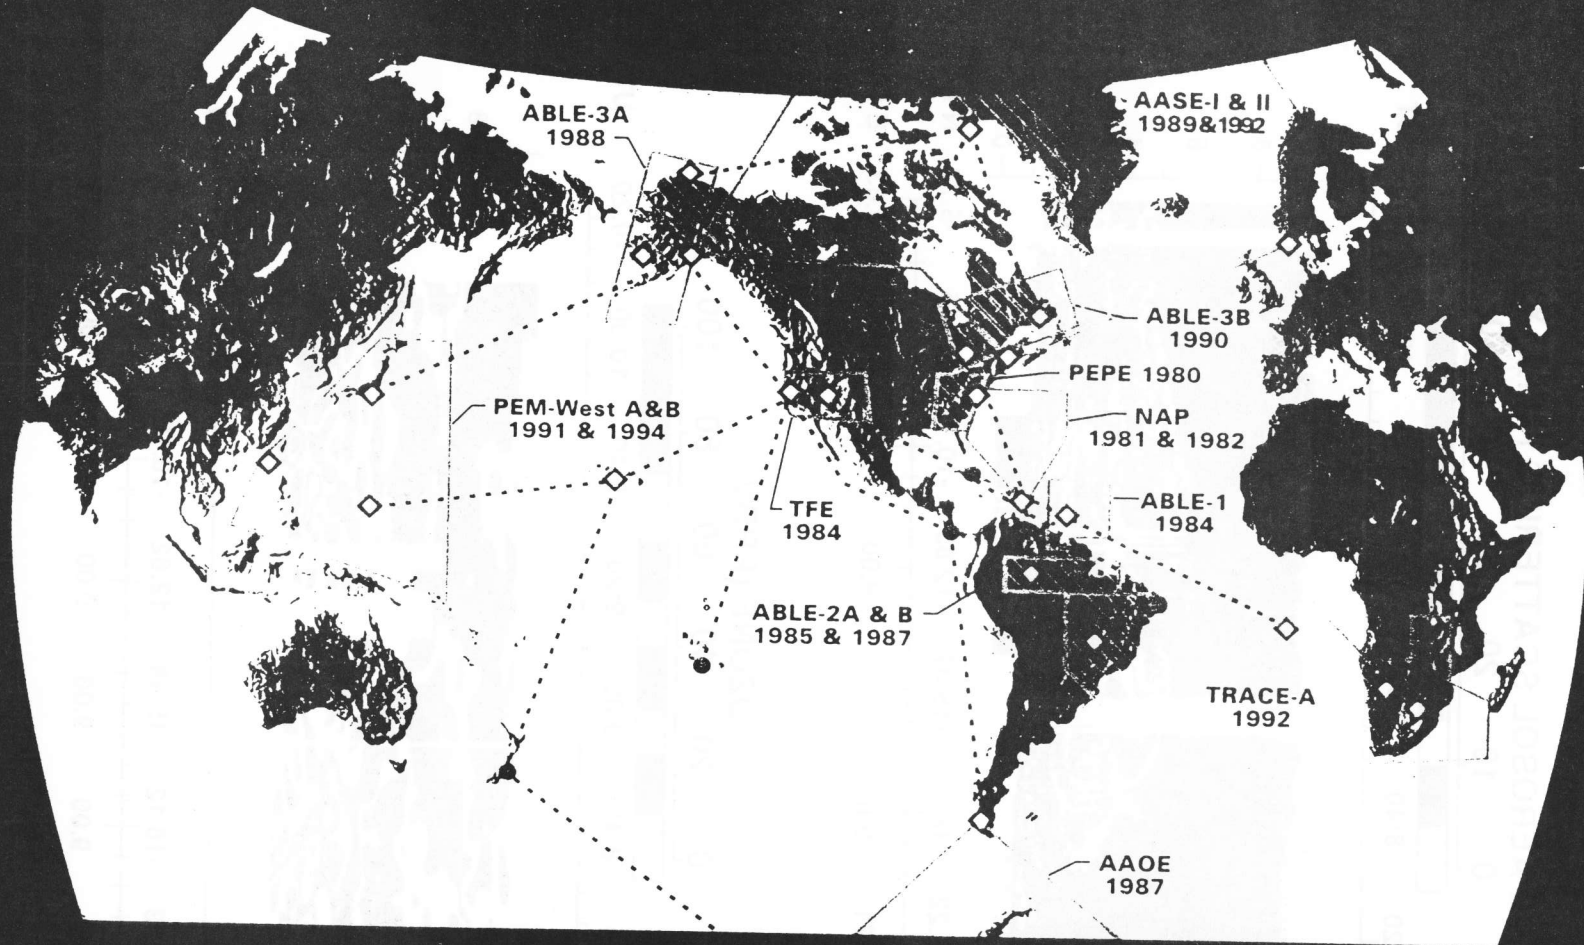 ABLE-3A
1988
AASE-I & II
1989&1992
ABLE-3B
1990
PEPE 1980
PEM-West A&B
1991 & 1994
NAP
1981 & 1982
TFE
1984
ABLE-1
1984
ABLE-2A & B
1985 & 1987
TRACE-A
1992
AAOE
1987